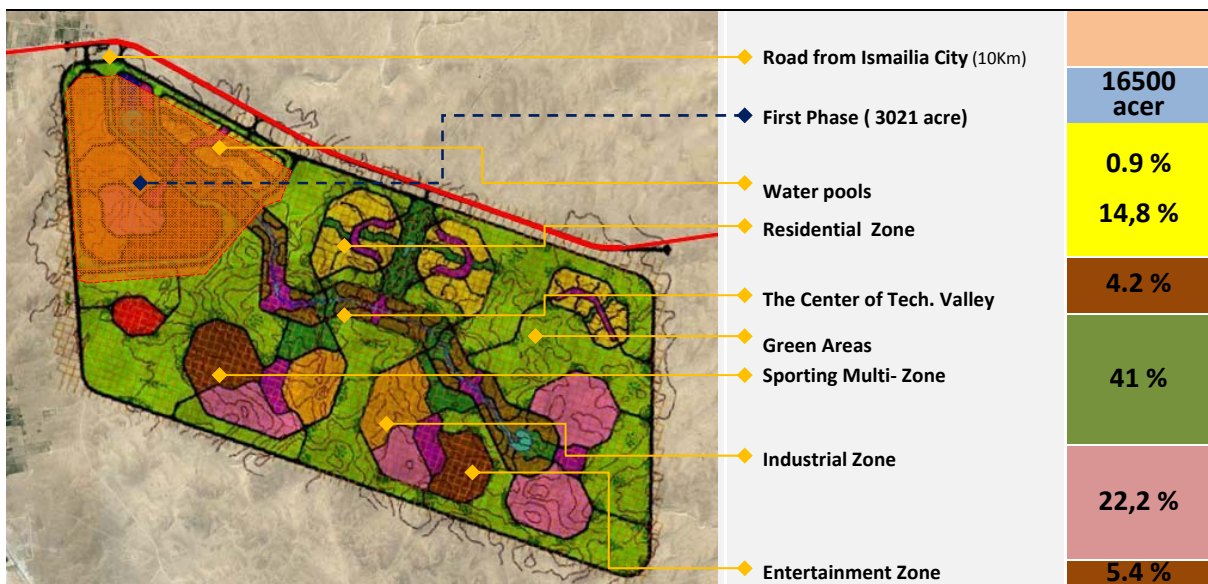 Road from Ismailia City (10Km)
16500
acer
First Phase ( 3021 acre)
0.9 %
Water pools
14,8 %
Residential Zone
4.2 %
The Center of Tech. Valley
Green Areas
41 %
Sporting Multi- Zone
Industrial Zone
22,2 %
Entertainment Zone
5.4 %